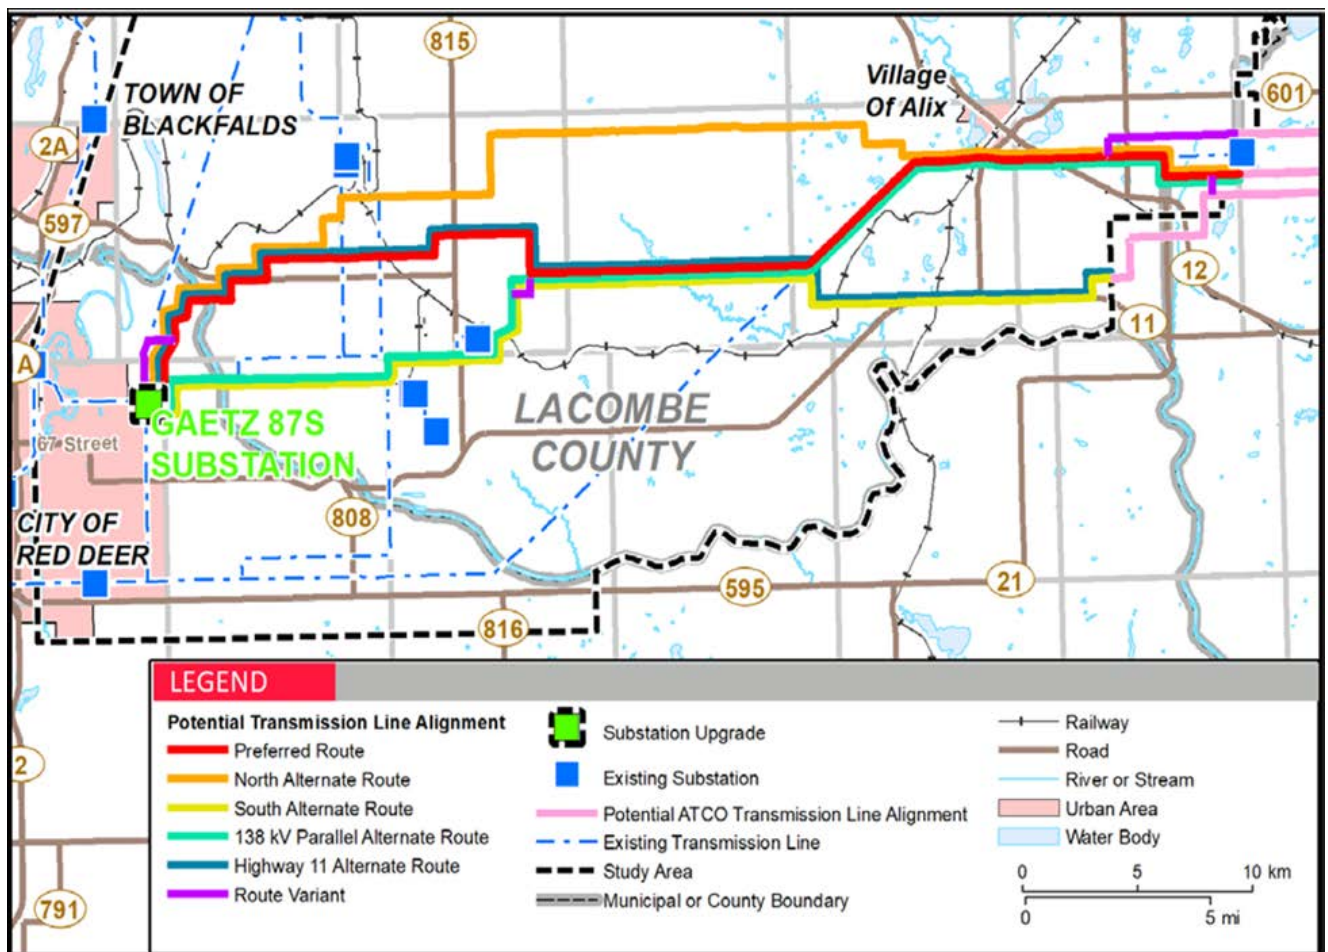 815
TOWN OF
BLACKFALDS
Village
Of Alix
601
2A
597
12
11
A
GAETZ 87S
SUBSTATION
67 Street
LACOMBE
COUNTY
808
CITY OF
RED DEER
595
21
816
2
791
LEGEND
Potential Transmission Line Alignment
Preferred Route
North Alternate Route
South Alternate Route
138 kV Parallel Alternate Route
Highway 11 Alternate Route
Route Variant
Substation Upgrade
Existing Substation
Potential ATCO Transmission Line Alignment
Existing Transmission Line
Study Area
Municipal or County Boundary
Railway
Road
River or Stream
Urban Area
Water Body
0 5 10 km
0 5 mi